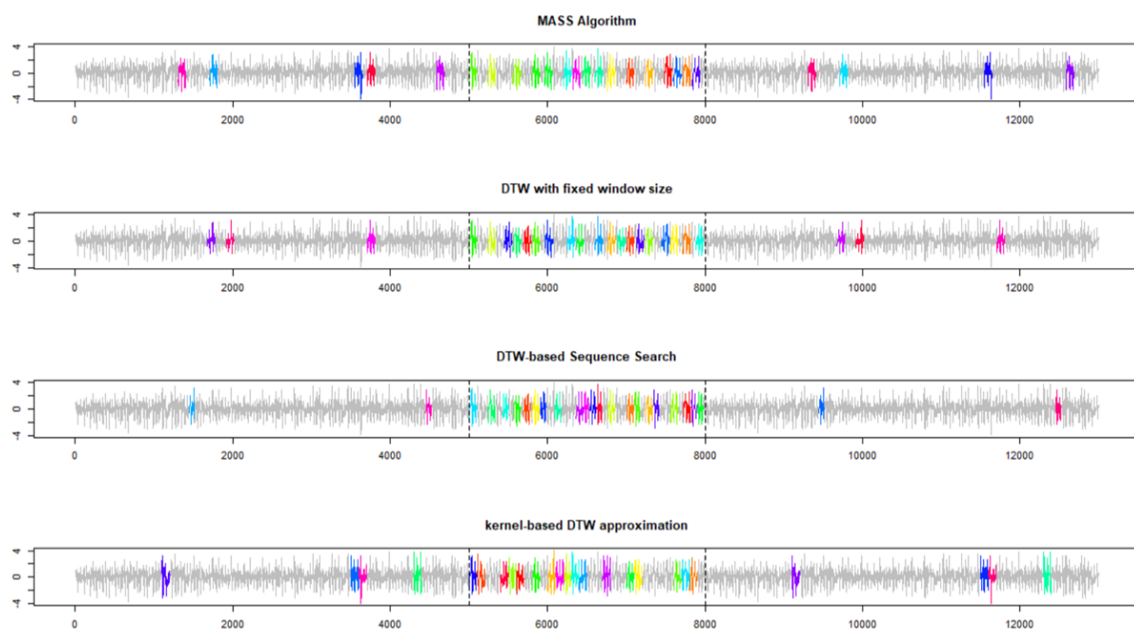 MASS Algorithm
4
0
-4
0 2000 4000 6000 8000 10000 12000
DTW with fixed window size
4
0
-4
0 2000 4000 6000 8000 10000 12000
DTW-based Sequence Search
4
0
-4
0 2000 4000 6000 8000 10000 12000
kernel-based DTW approximation
4
0
-4
0 2000 4000 6000 8000 10000 12000